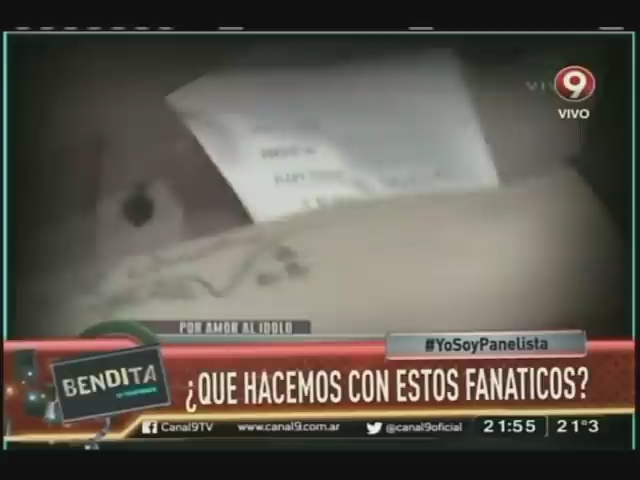 9
VIVO
POR AMOR AL IDOLO
#YoSoyPanelista
BENDITA
¿QUE HACEMOS CON ESTOS FANATICOS?
Canal9TV
www.canal9.com.ar
@canal9oficial
21:55
21°3